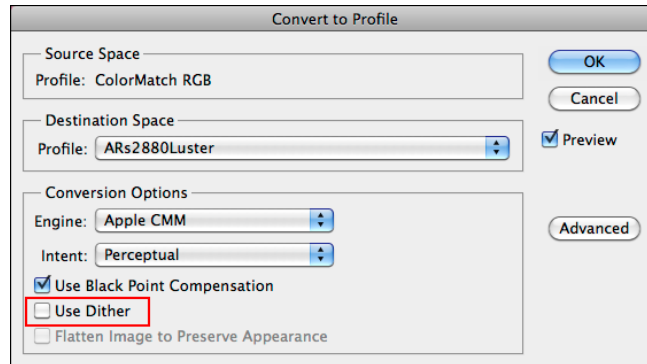 Convert to Profile
Source Space
Profile: ColorMatch RGB
Destination Space
Profile: ARs2880Luster
Conversion Options
Engine: Apple CMM
Intent: Perceptual
Use Black Point Compensation
Use Dither
Flatten Image to Preserve Appearance
OK
Cancel
Preview
Advanced